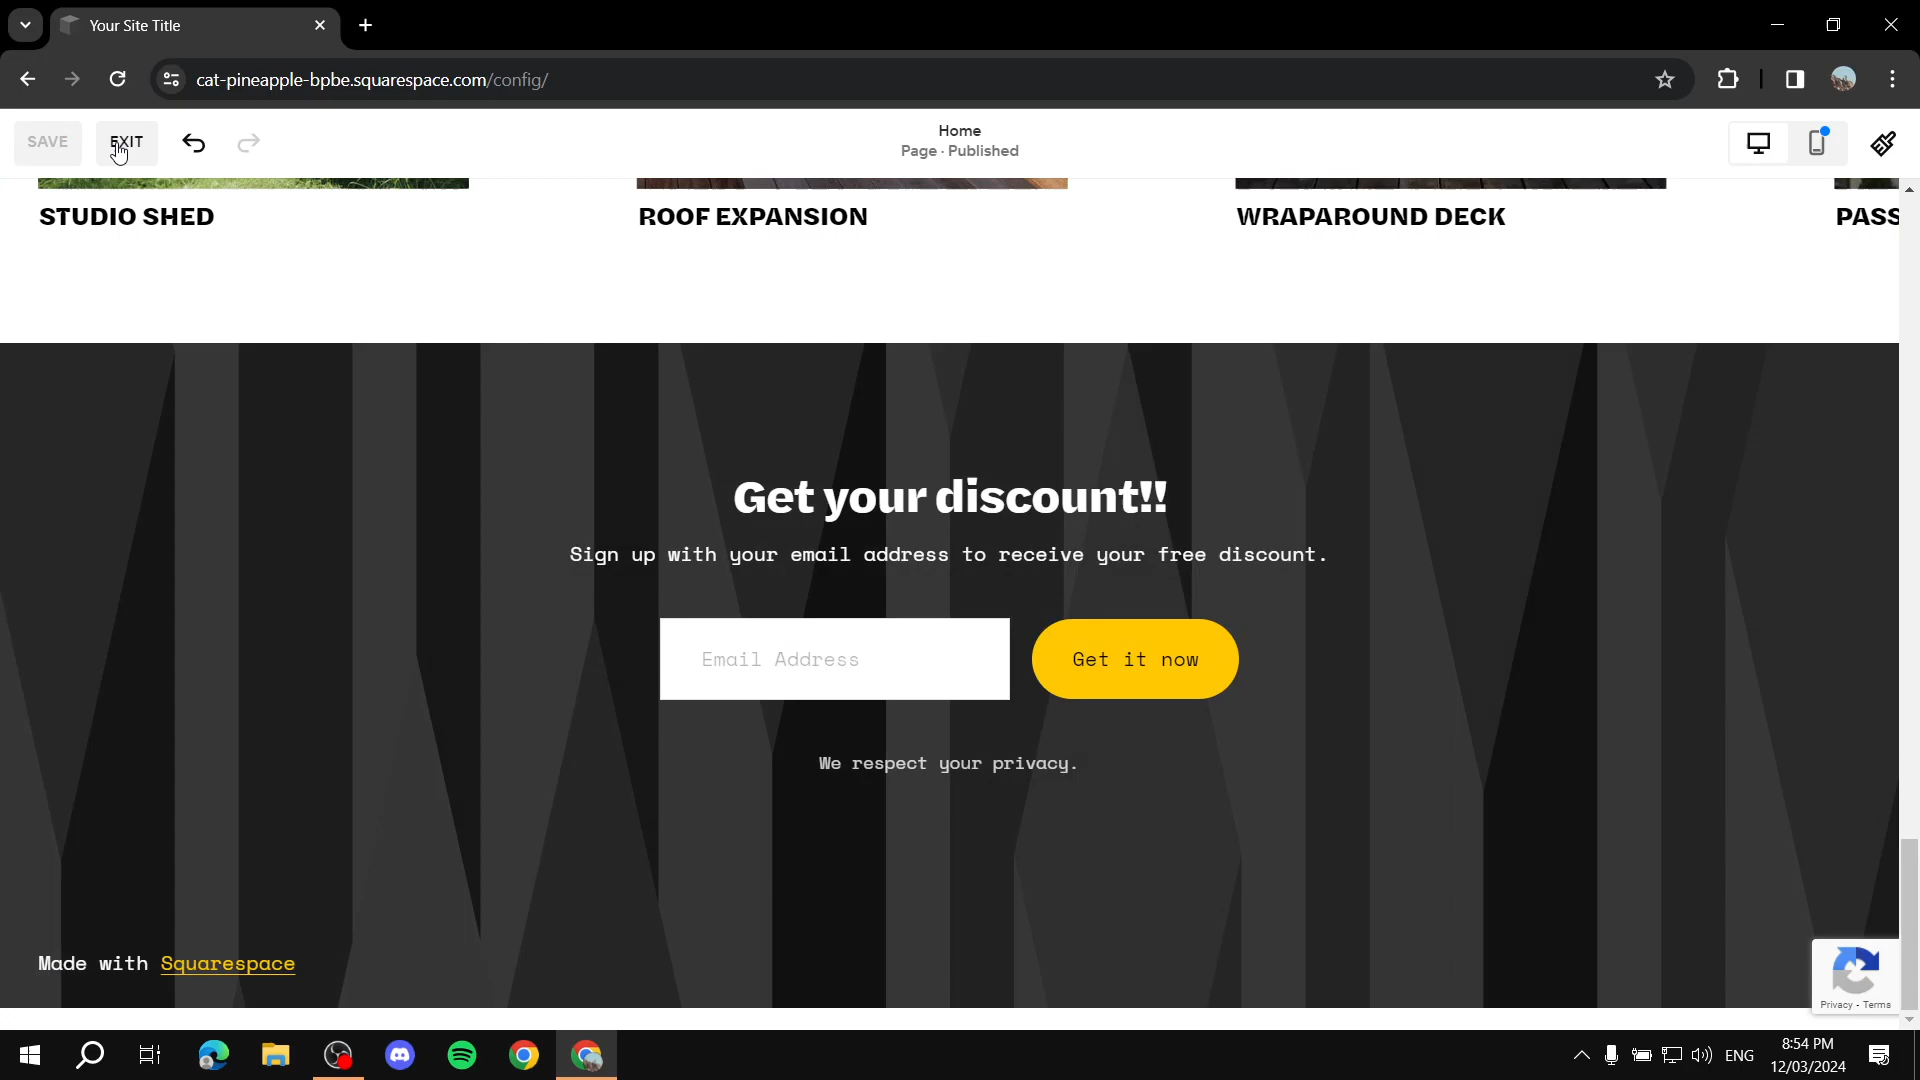 Your Site Title
cat-pineapple-bpbe.squarespace.com/config/
SAVE
EXIT
Home
Page · Published
STUDIO SHED
ROOF EXPANSION
WRAPAROUND DECK
PASS
Get your discount!!
Sign up with your email address to receive your free discount.
Email Address
Get it now
We respect your privacy.
Made with Squarespace
Privacy - Terms
ENG
8:54 PM
12/03/2024